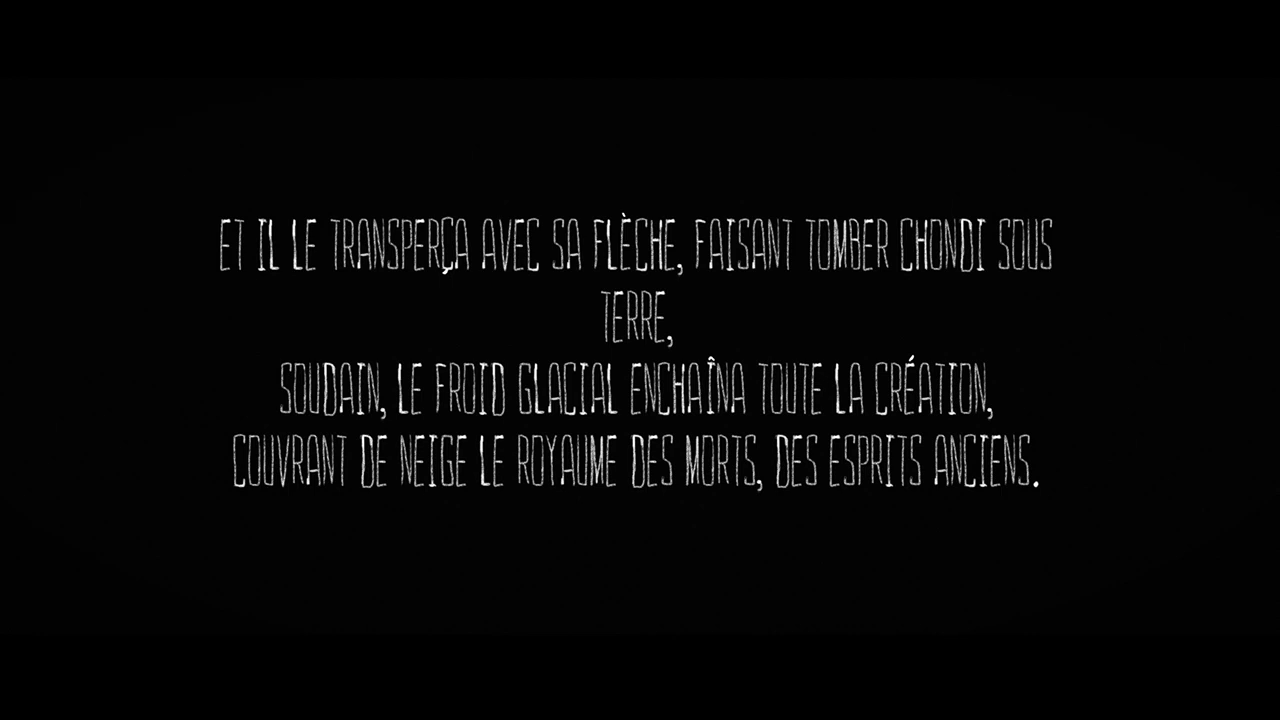 ET IL LE TRANSPERÇA AVEC SA FLÈCHE, FAISANT TOMBER CHONDI SOUS
TERRE,
SOUDAIN, LE FROID GLACIAL ENCHAÎNA TOUTE LA CRÉATION,
COUVRANT DE NEIGE LE ROYAUME DES MORTS, DES ESPRITS ANCIENS.